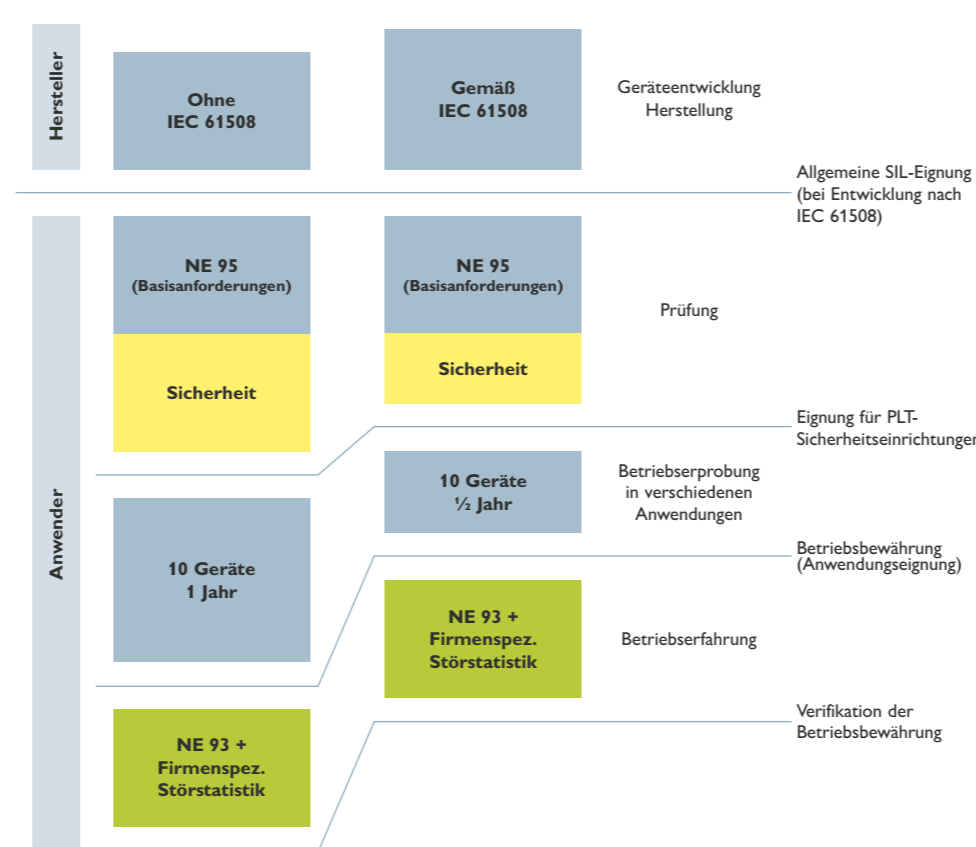 Hersteller
Ohne
IEC 61508
Gemäß
IEC 61508
Geräteentwicklung
Herstellung
Allgemeine SIL-Eignung
(bei Entwicklung nach
IEC 61508)
Anwender
NE 95
(Basisanforderungen)
Sicherheit
NE 95
(Basisanforderungen)
Sicherheit
Prüfung
Eignung für PLT-
Sicherheitseinrichtungen
10 Geräte
1 Jahr
10 Geräte
½ Jahr
Betriebserprobung
in verschiedenen
Anwendungen
Betriebsbewährung
(Anwendungseignung)
NE 93 +
Firmenspez.
Störstatistik
Betriebserfahrung
Verifikation der
Betriebsbewährung
NE 93 +
Firmenspez.
Störstatistik